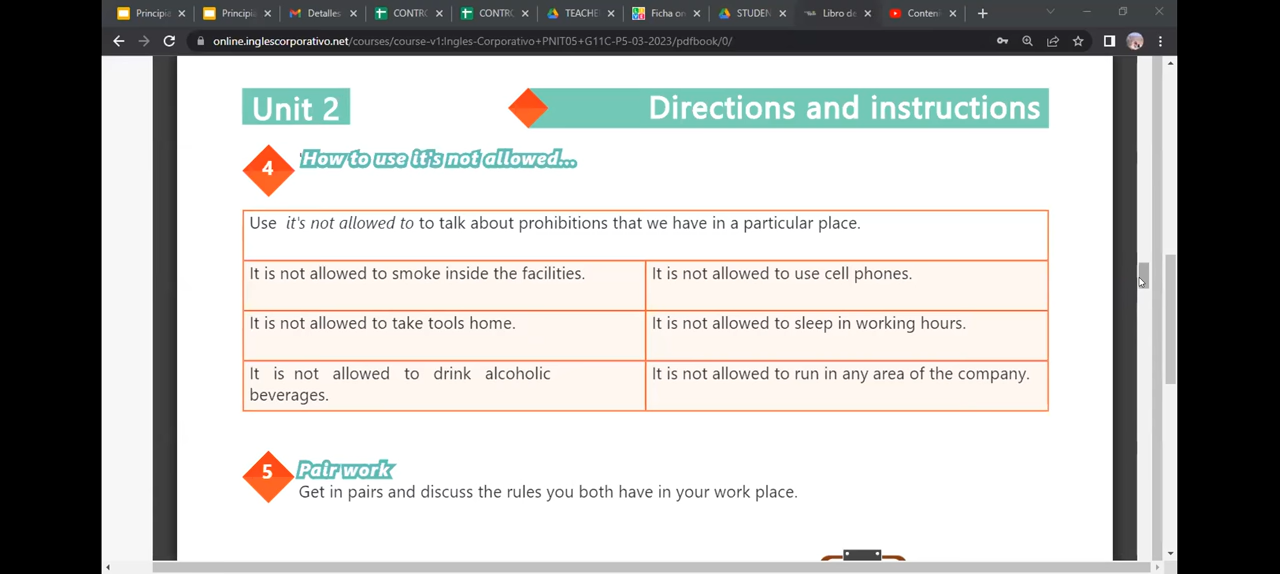 Principia
Principia
Detalles
CONTRO
CONTRO
TEACHE
Ficha on
STUDEN
Libro de
Conteni
online.inglescorporativo.net/courses/course-v1:Ingles-Corporativo+PNIT05+G11C-P5-03-2023/pdfbook/0/
Unit 2
Directions and instructions
4
How to use it's not allowed...
Use it's not allowed to to talk about prohibitions that we have in a particular place.
It is not allowed to smoke inside the facilities.
It is not allowed to use cell phones.
It is not allowed to take tools home.
It is not allowed to sleep in working hours.
It is not allowed to drink alcoholic
beverages.
It is not allowed to run in any area of the company.
5
Pair work
Get in pairs and discuss the rules you both have in your work place.